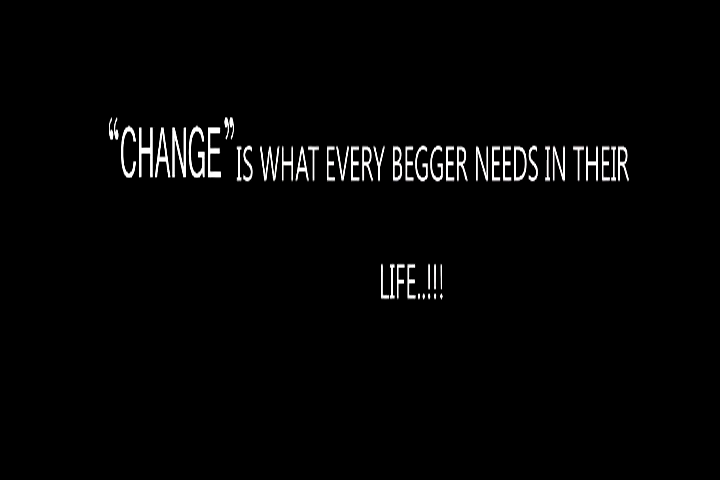 “CHANGE” IS WHAT EVERY BEGGER NEEDS IN THEIR
LIFE..!!!